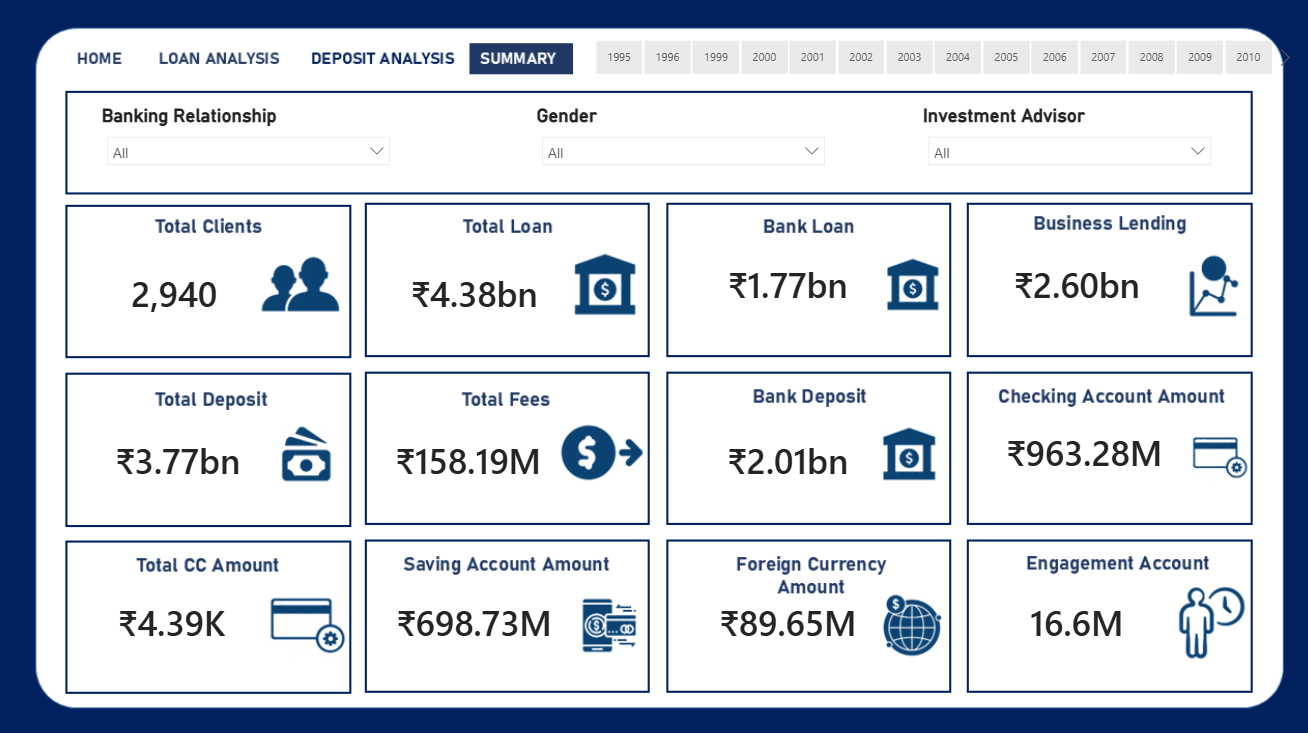 HOME LOAN ANALYSIS DEPOSIT ANALYSIS SUMMARY 1995 1996 1999 2000 2001 2002 2003 2004 2005 2006 2007 2008 2009 2010
Banking Relationship Gender Investment Advisor
All All All
Total Clients
2,940
Total Loan
₹4.38bn
Bank Loan
₹1.77bn
Business Lending
₹2.60bn
Total Deposit
₹3.77bn
Total Fees
₹158.19M
Bank Deposit
₹2.01bn
Checking Account Amount
₹963.28M
Total CC Amount
₹4.39K
Saving Account Amount
₹698.73M
Foreign Currency
Amount
₹89.65M
Engagement Account
16.6M